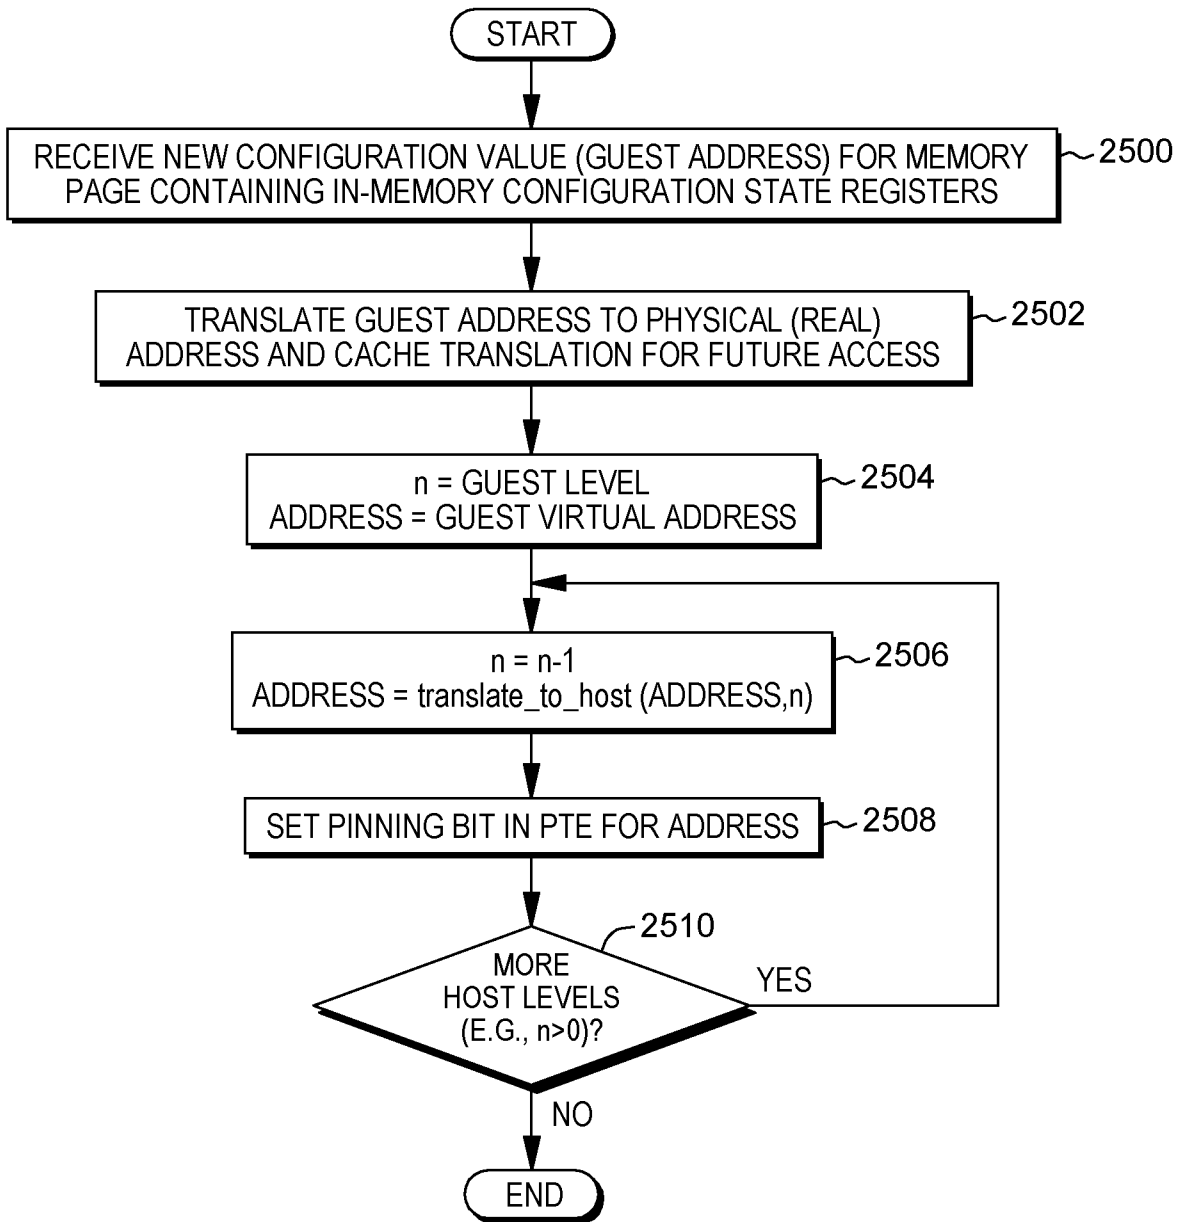 START
RECEIVE NEW CONFIGURATION VALUE (GUEST ADDRESS) FOR MEMORY
PAGE CONTAINING IN-MEMORY CONFIGURATION STATE REGISTERS
2500
TRANSLATE GUEST ADDRESS TO PHYSICAL (REAL)
ADDRESS AND CACHE TRANSLATION FOR FUTURE ACCESS
2502
n = GUEST LEVEL
ADDRESS = GUEST VIRTUAL ADDRESS
2504
n = n-1
ADDRESS = translate_to_host (ADDRESS,n)
2506
SET PINNING BIT IN PTE FOR ADDRESS
2508
2510
MORE
HOST LEVELS
(E.G., n>0)?
YES
NO
END